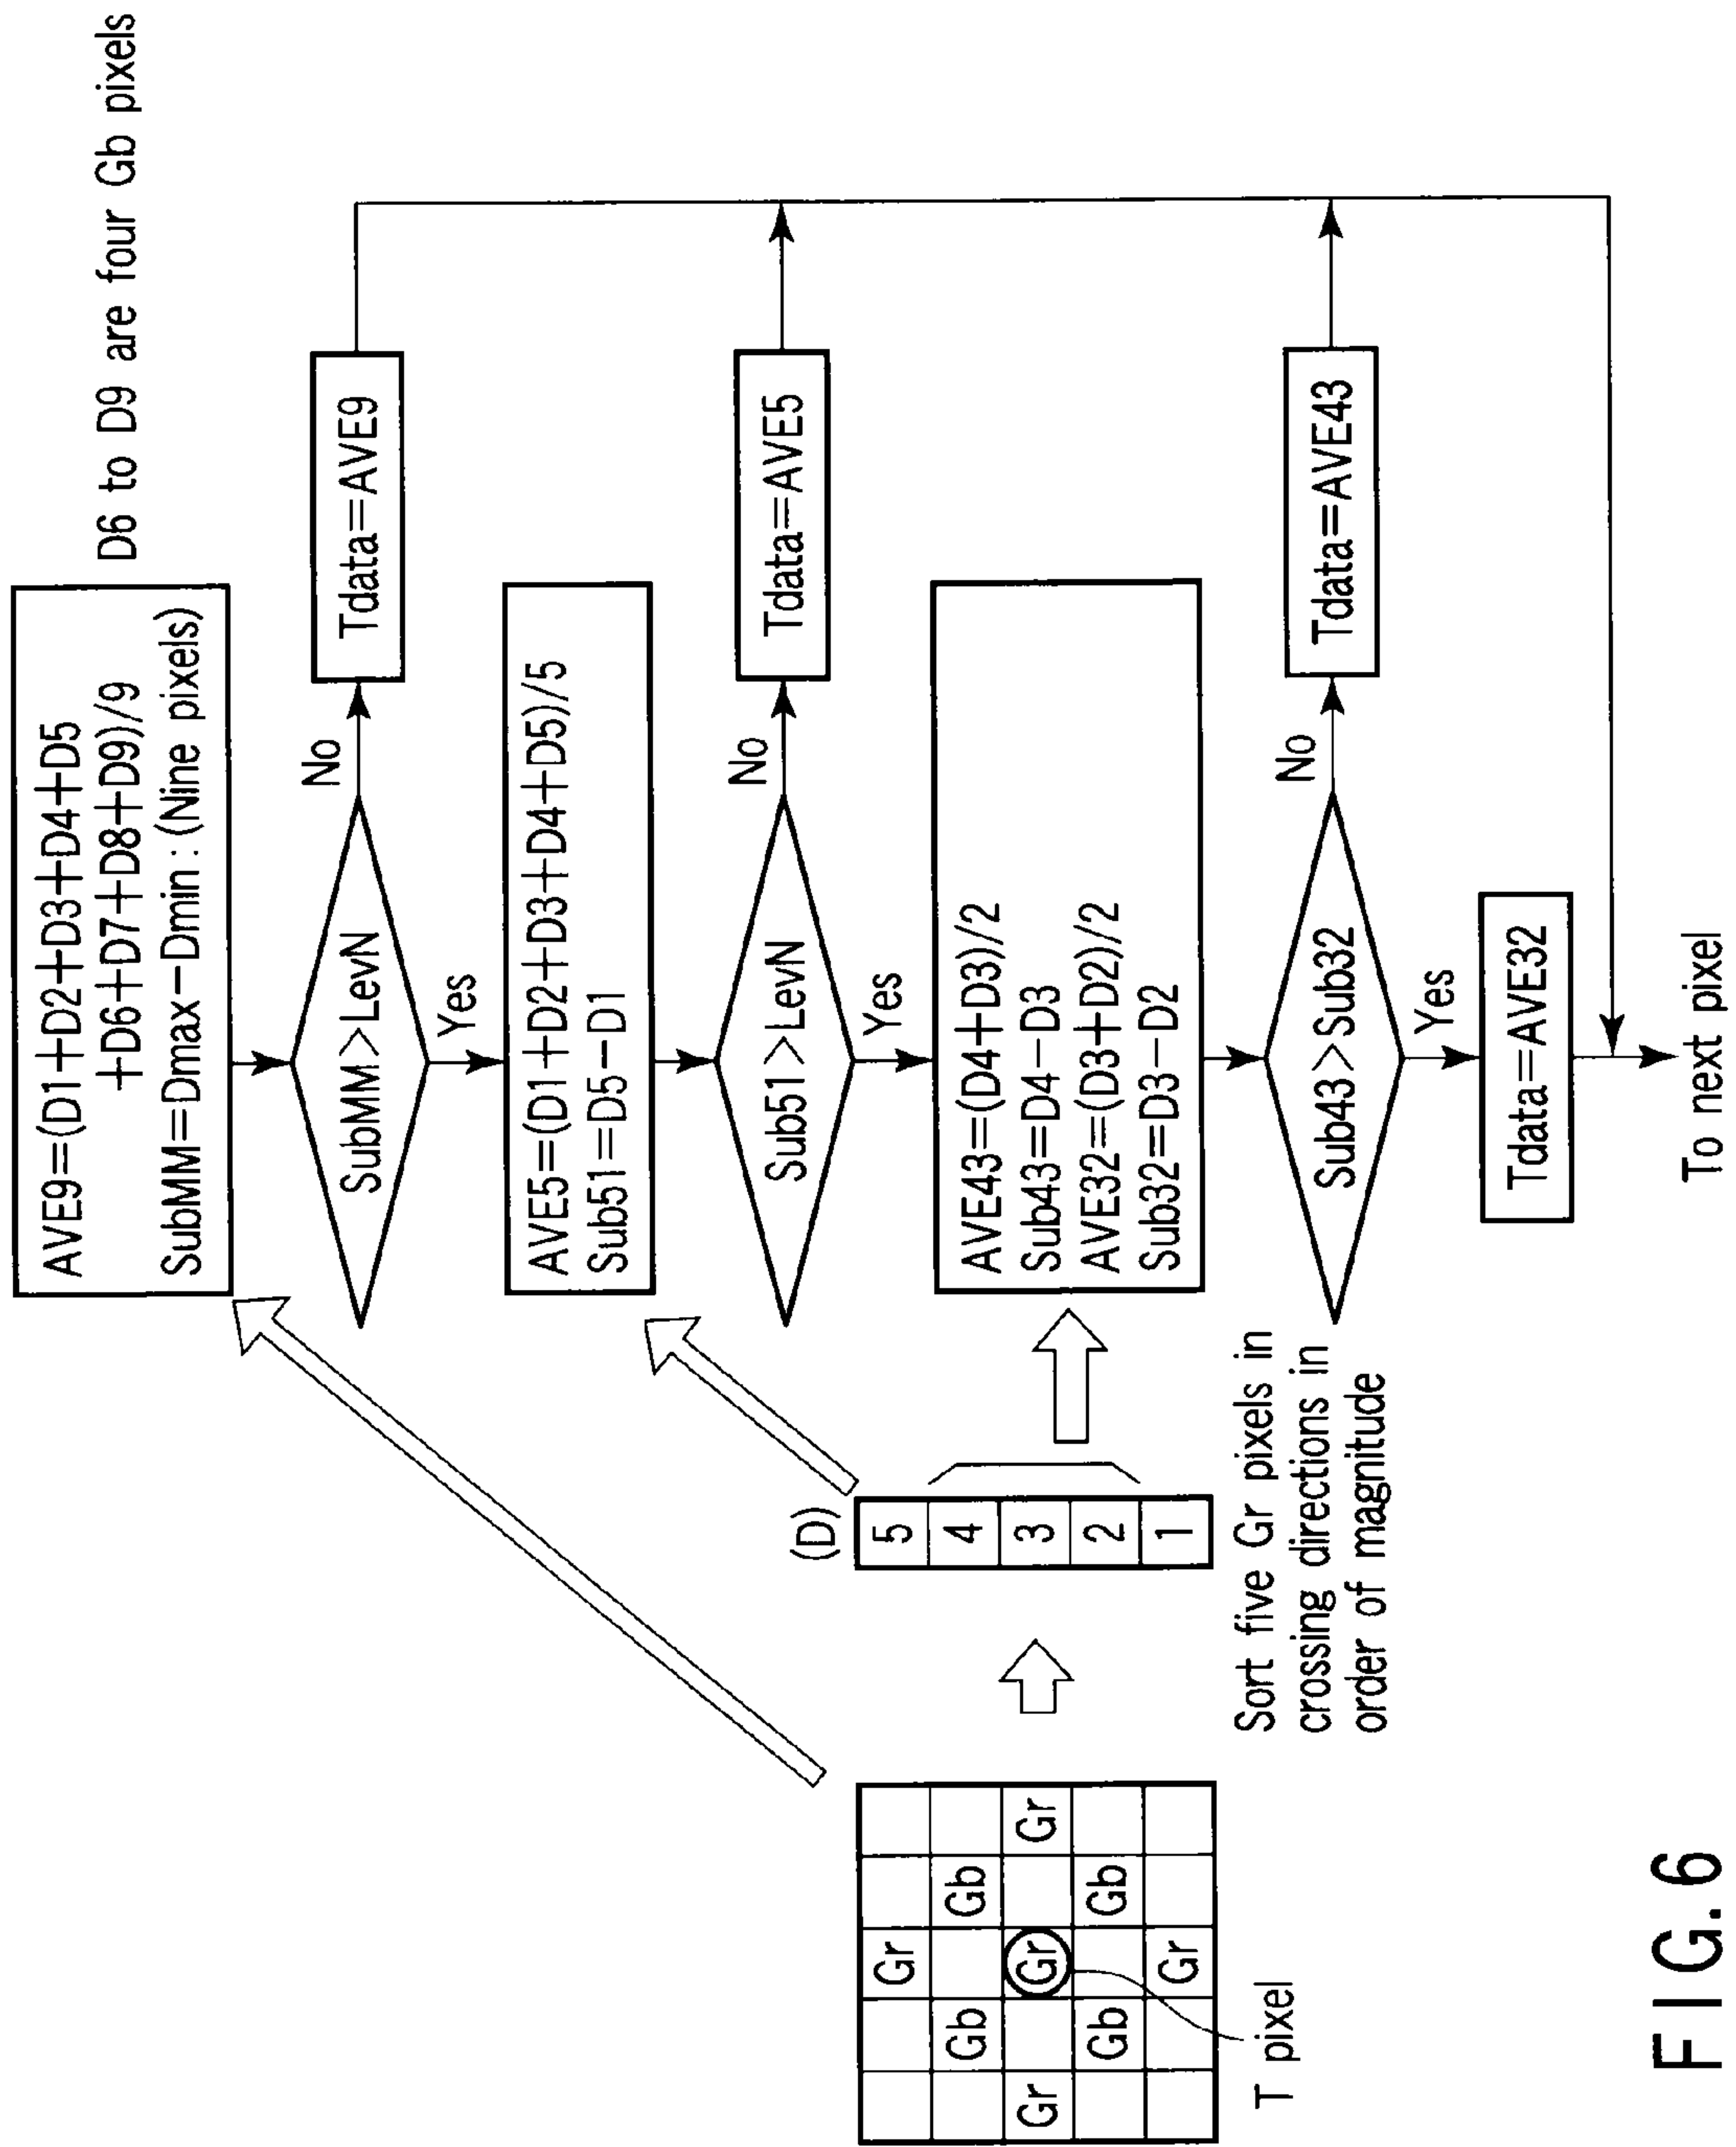 AVE9=(D1+D2+D3+D4+D5
+D6+D7+D8+D9)/9
SubMM=Dmax-Dmin:(Nine pixels)
D6 to D9 are four Gb pixels
SubMM>LevN
No
Tdata=AVE9
Yes
AVE5=(D1+D2+D3+D4+D5)/5
Sub51=D5-D1
Sub51>LevN
No
Tdata=AVE5
Yes
AVE43=(D4+D3)/2
Sub43=D4-D3
AVE32=(D3+D2)/2
Sub32=D3-D2
Sub43>Sub32
No
Tdata=AVE43
Yes
Tdata=AVE32
To next pixel
(D)
5
4
3
2
1
Sort five Gr pixels in
crossing directions in
order of magnitude
Gr
Gb Gb
Gr Gr Gr
Gb Gb
Gr
T pixel
FIG.6